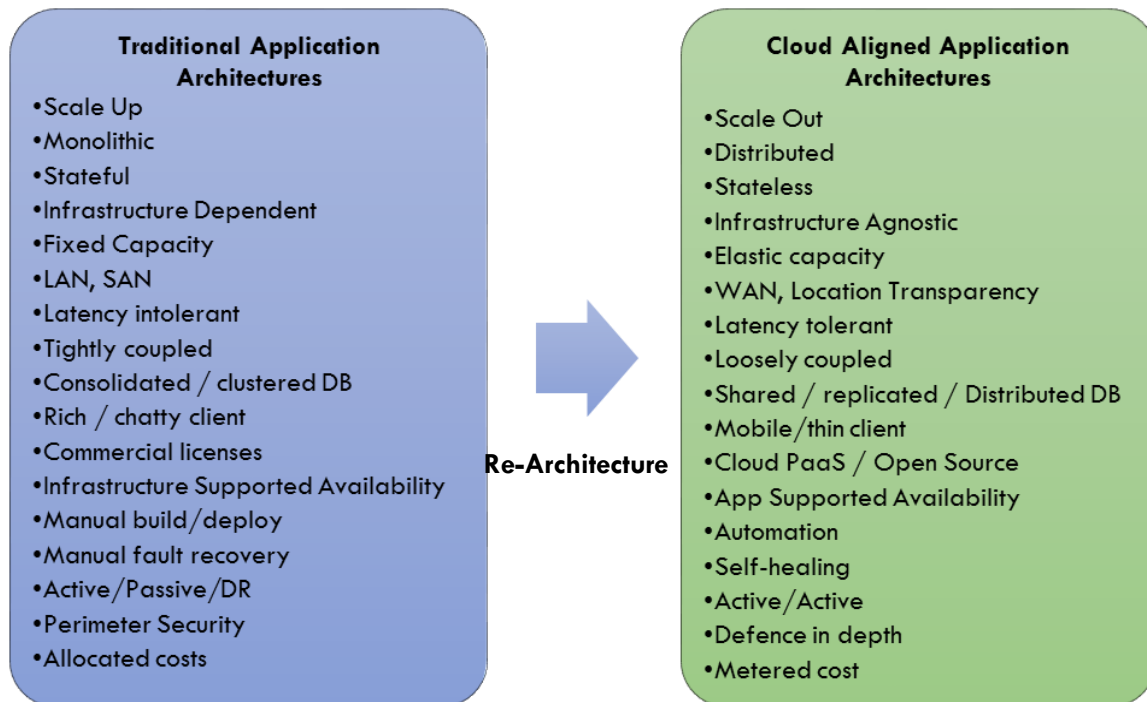 Traditional Application
Architectures
•Scale Up
•Monolithic
•Stateful
•Infrastructure Dependent
•Fixed Capacity
•LAN, SAN
•Latency intolerant
•Tightly coupled
•Consolidated / clustered DB
•Rich / chatty client
•Commercial licenses
•Infrastructure Supported Availability
•Manual build/deploy
•Manual fault recovery
•Active/Passive/DR
•Perimeter Security
•Allocated costs
Re-Architecture
Cloud Aligned Application
Architectures
•Scale Out
•Distributed
•Stateless
•Infrastructure Agnostic
•Elastic capacity
•WAN, Location Transparency
•Latency tolerant
•Loosely coupled
•Shared / replicated / Distributed DB
•Mobile/thin client
•Cloud PaaS / Open Source
•App Supported Availability
•Automation
•Self-healing
•Active/Active
•Defence in depth
•Metered cost